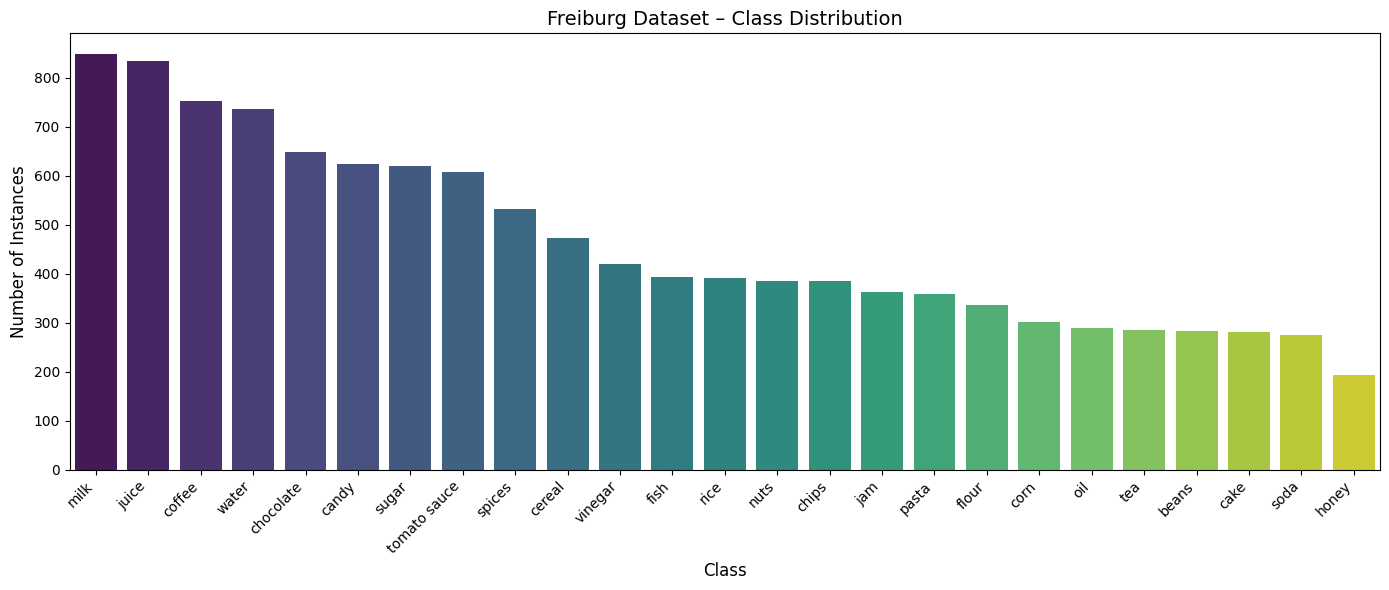 Freiburg Dataset – Class Distribution
Number of Instances
800
700
600
500
400
300
200
100
0
milk
juice
coffee
water
chocolate
candy
sugar
tomato sauce
spices
cereal
vinegar
fish
rice
nuts
chips
jam
pasta
flour
corn
oil
tea
beans
cake
soda
honey
Class